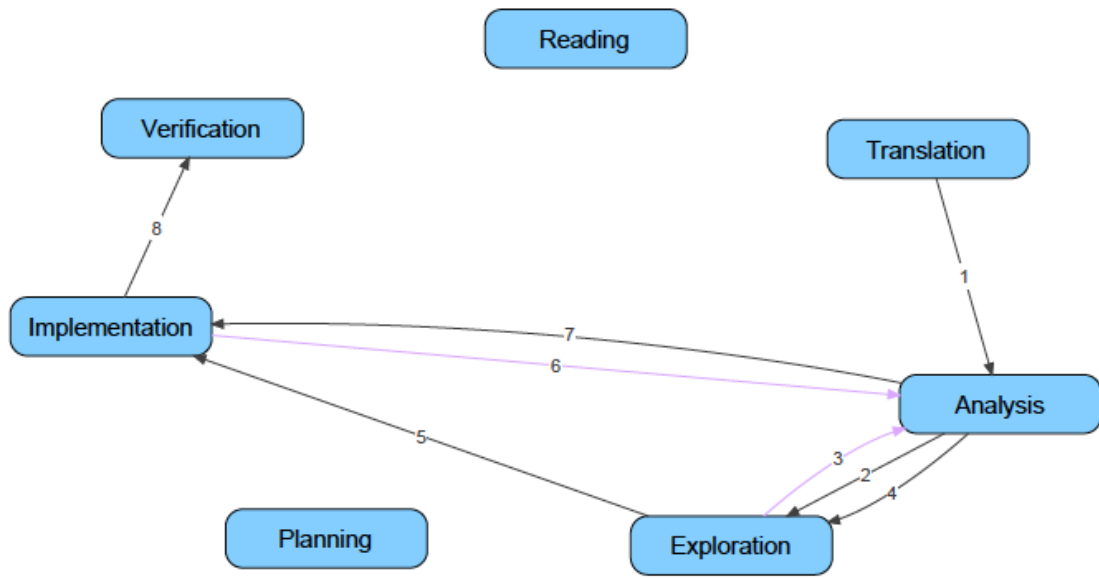 Reading
Verification
Translation
8
1
Implementation
7
6
Analysis
5
3
2
4
Planning
Exploration